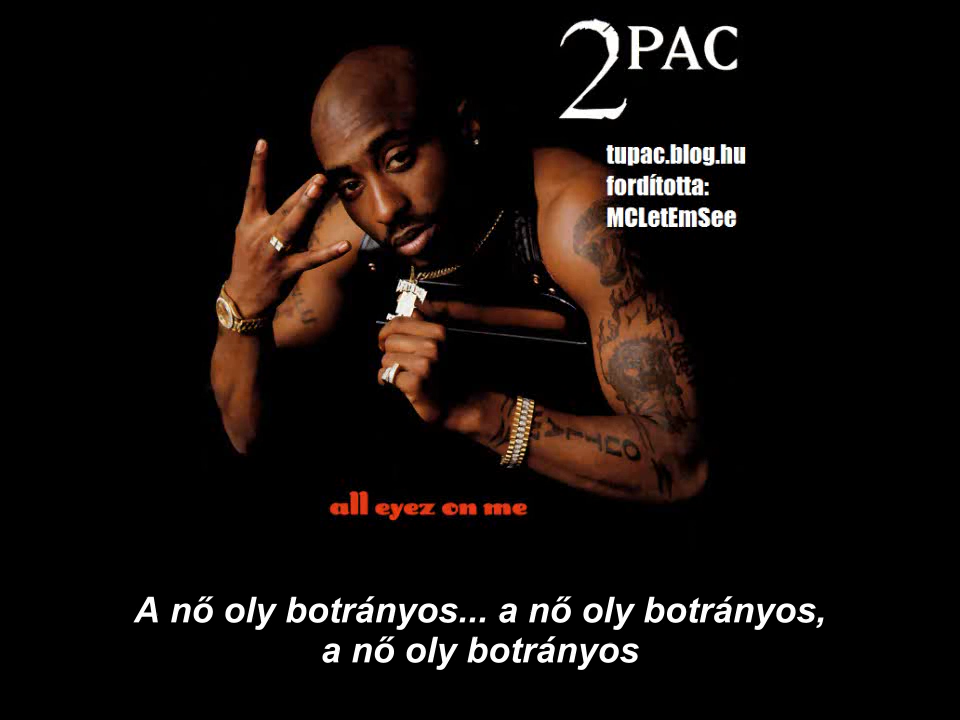 2PAC
tupac.blog.hu
fordította:
MCLetEmSee
OUTLAW
all eyez on me
A nő oly botrányos... a nő oly botrányos,
a nő oly botrányos